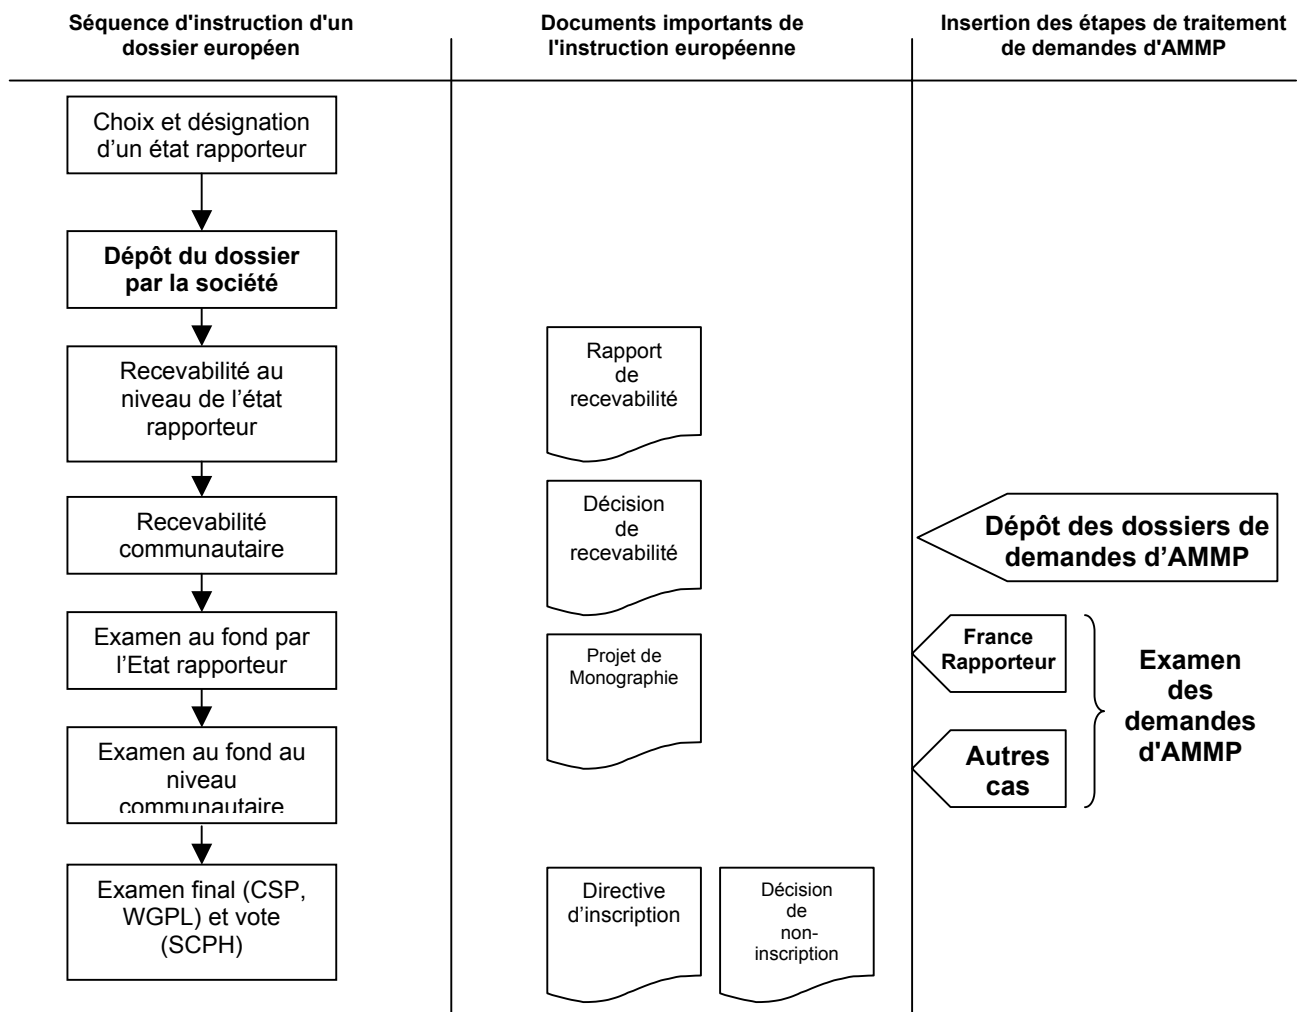 Séquence d'instruction d'un
dossier européen
Documents importants de
l'instruction européenne
Insertion des étapes de traitement
de demandes d'AMMP
Choix et désignation
d’un état rapporteur
Dépôt du dossier
par la société
Recevabilité au
niveau de l’état
rapporteur
Rapport
de
recevabilité
Recevabilité
communautaire
Décision
de
recevabilité
Dépôt des dossiers de
demandes d’AMMP
Examen au fond par
l’Etat rapporteur
Projet de
Monographie
France
Rapporteur
Examen
des
demandes
d'AMMP
Examen au fond au
niveau
communautaire
Autres
cas
Examen final (CSP,
WGPL) et vote
(SCPH)
Directive
d’inscription
Décision
de
non-
inscription